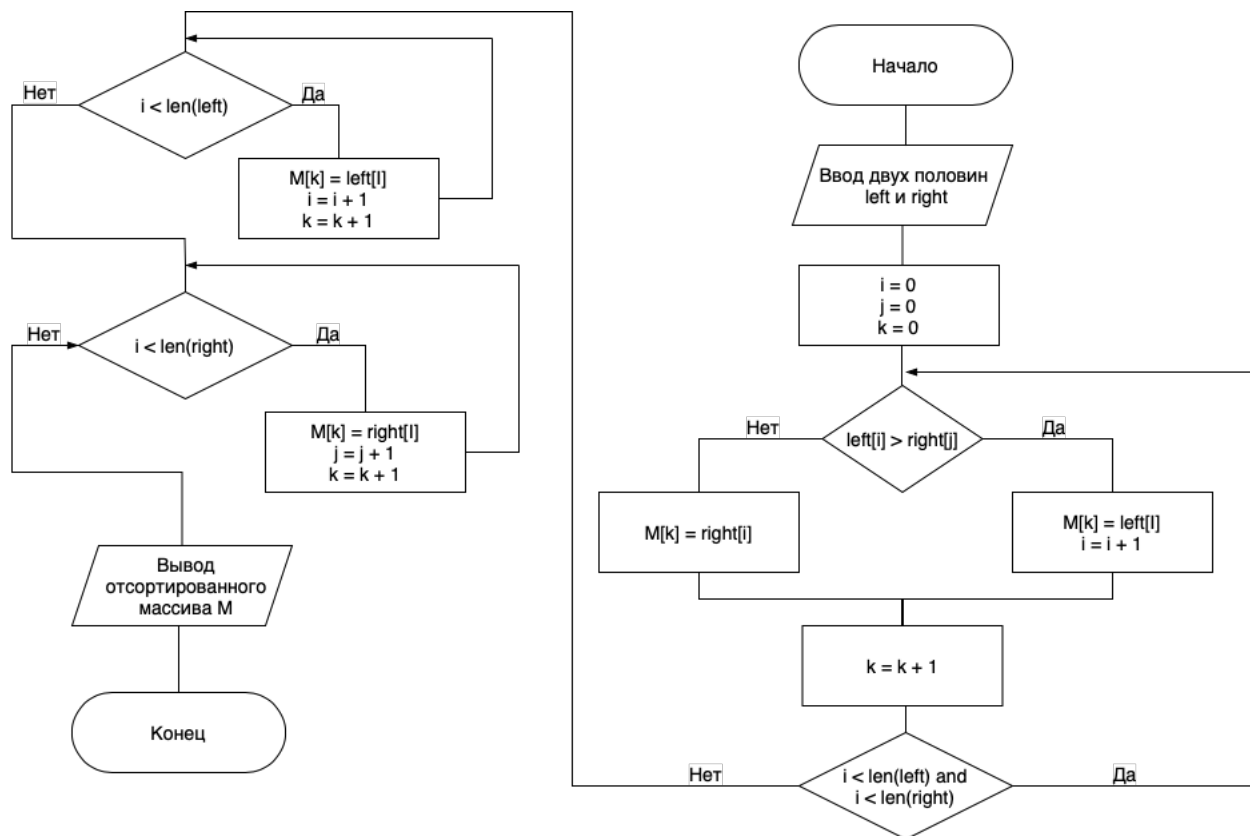 Начало
Ввод двух половин
left и right
i = 0
j = 0
k = 0
left[i] > right[j]
Нет
Да
M[k] = right[i]
M[k] = left[I]
i = i + 1
k = k + 1
i < len(left) and
i < len(right)
Нет
Да
i < len(left)
Нет
Да
M[k] = left[I]
i = i + 1
k = k + 1
i < len(right)
Нет
Да
M[k] = right[I]
j = j + 1
k = k + 1
Вывод
отсортированного
массива M
Конец